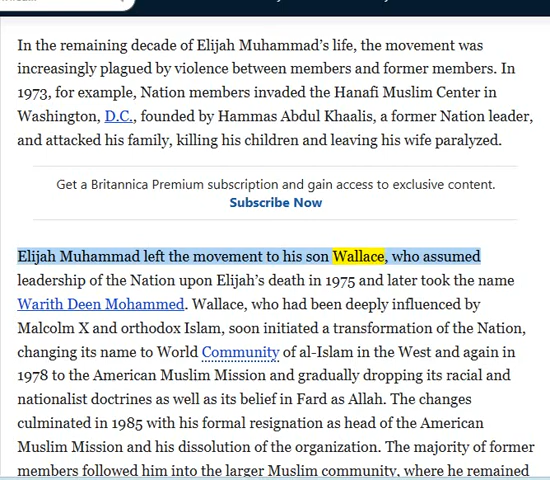 In the remaining decade of Elijah Muhammad’s life, the movement was
increasingly plagued by violence between members and former members. In
1973, for example, Nation members invaded the Hanafi Muslim Center in
Washington, D.C., founded by Hammas Abdul Khaalis, a former Nation leader,
and attacked his family, killing his children and leaving his wife paralyzed.
Get a Britannica Premium subscription and gain access to exclusive content.
Subscribe Now
Elijah Muhammad left the movement to his son Wallace, who assumed
leadership of the Nation upon Elijah’s death in 1975 and later took the name
Warith Deen Mohammed. Wallace, who had been deeply influenced by
Malcolm X and orthodox Islam, soon initiated a transformation of the Nation,
changing its name to World Community of al-Islam in the West and again in
1978 to the American Muslim Mission and gradually dropping its racial and
nationalist doctrines as well as its belief in Fard as Allah. The changes
culminated in 1985 with his formal resignation as head of the American
Muslim Mission and his dissolution of the organization. The majority of former
members followed him into the larger Muslim community, where he remained